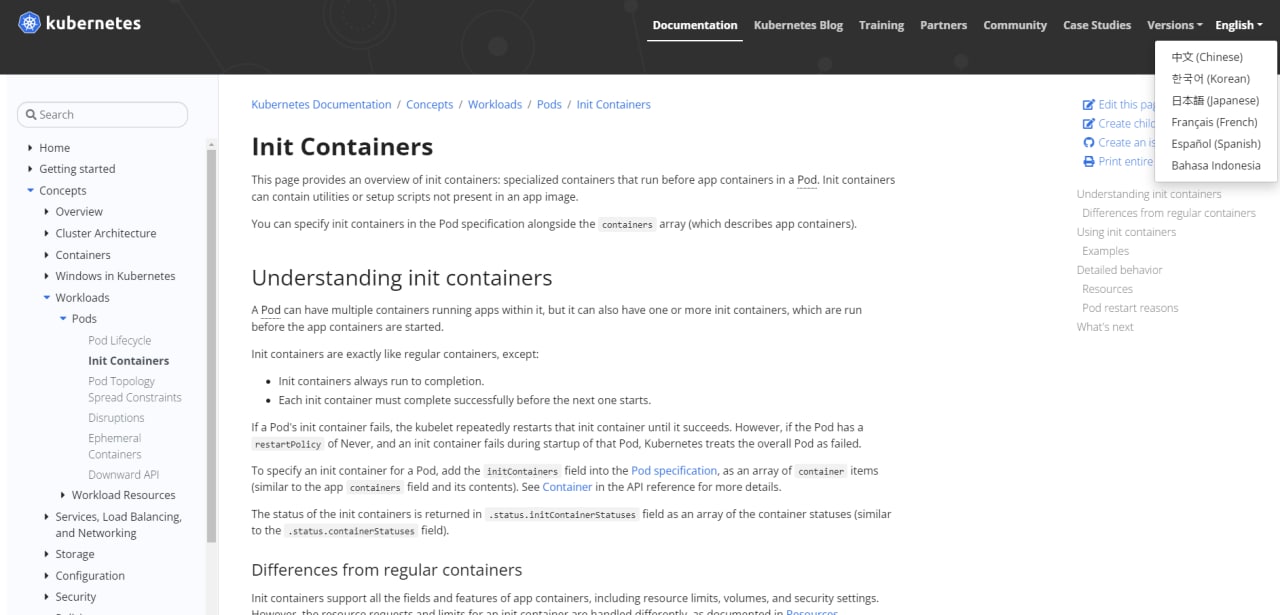 kubernetes
Documentation
Kubernetes Blog
Training
Partners
Community
Case Studies
Versions
English
中文 (Chinese)
한국어 (Korean)
日本語 (Japanese)
Français (French)
Español (Spanish)
Bahasa Indonesia
Search
Home
Getting started
Concepts
Overview
Cluster Architecture
Containers
Windows in Kubernetes
Workloads
Pods
Pod Lifecycle
Init Containers
Pod Topology
Spread Constraints
Disruptions
Ephemeral
Containers
Downward API
Workload Resources
Services, Load Balancing,
and Networking
Storage
Configuration
Security
Kubernetes Documentation / Concepts / Workloads / Pods / Init Containers
Init Containers
This page provides an overview of init containers: specialized containers that run before app containers in a Pod. Init containers
can contain utilities or setup scripts not present in an app image.
You can specify init containers in the Pod specification alongside the containers array (which describes app containers).
Understanding init containers
A Pod can have multiple containers running apps within it, but it can also have one or more init containers, which are run
before the app containers are started.
Init containers are exactly like regular containers, except:
• Init containers always run to completion.
• Each init container must complete successfully before the next one starts.
If a Pod's init container fails, the kubelet repeatedly restarts that init container until it succeeds. However, if the Pod has a
restartPolicy of Never, and an init container fails during startup of that Pod, Kubernetes treats the overall Pod as failed.
To specify an init container for a Pod, add the initContainers field into the Pod specification, as an array of container items
(similar to the app containers field and its contents). See Container in the API reference for more details.
The status of the init containers is returned in .status.initContainerStatuses field as an array of the container statuses (similar
to the .status.containerStatuses field).
Differences from regular containers
Init containers support all the fields and features of app containers, including resource limits, volumes, and security settings.
However, the resource requests and limits for an init container are handled differently, as documented in Resources.
Edit this
Create
Create an
Print entire
Understanding init containers
Differences from regular containers
Using init containers
Examples
Detailed behavior
Resources
Pod restart reasons
What's next